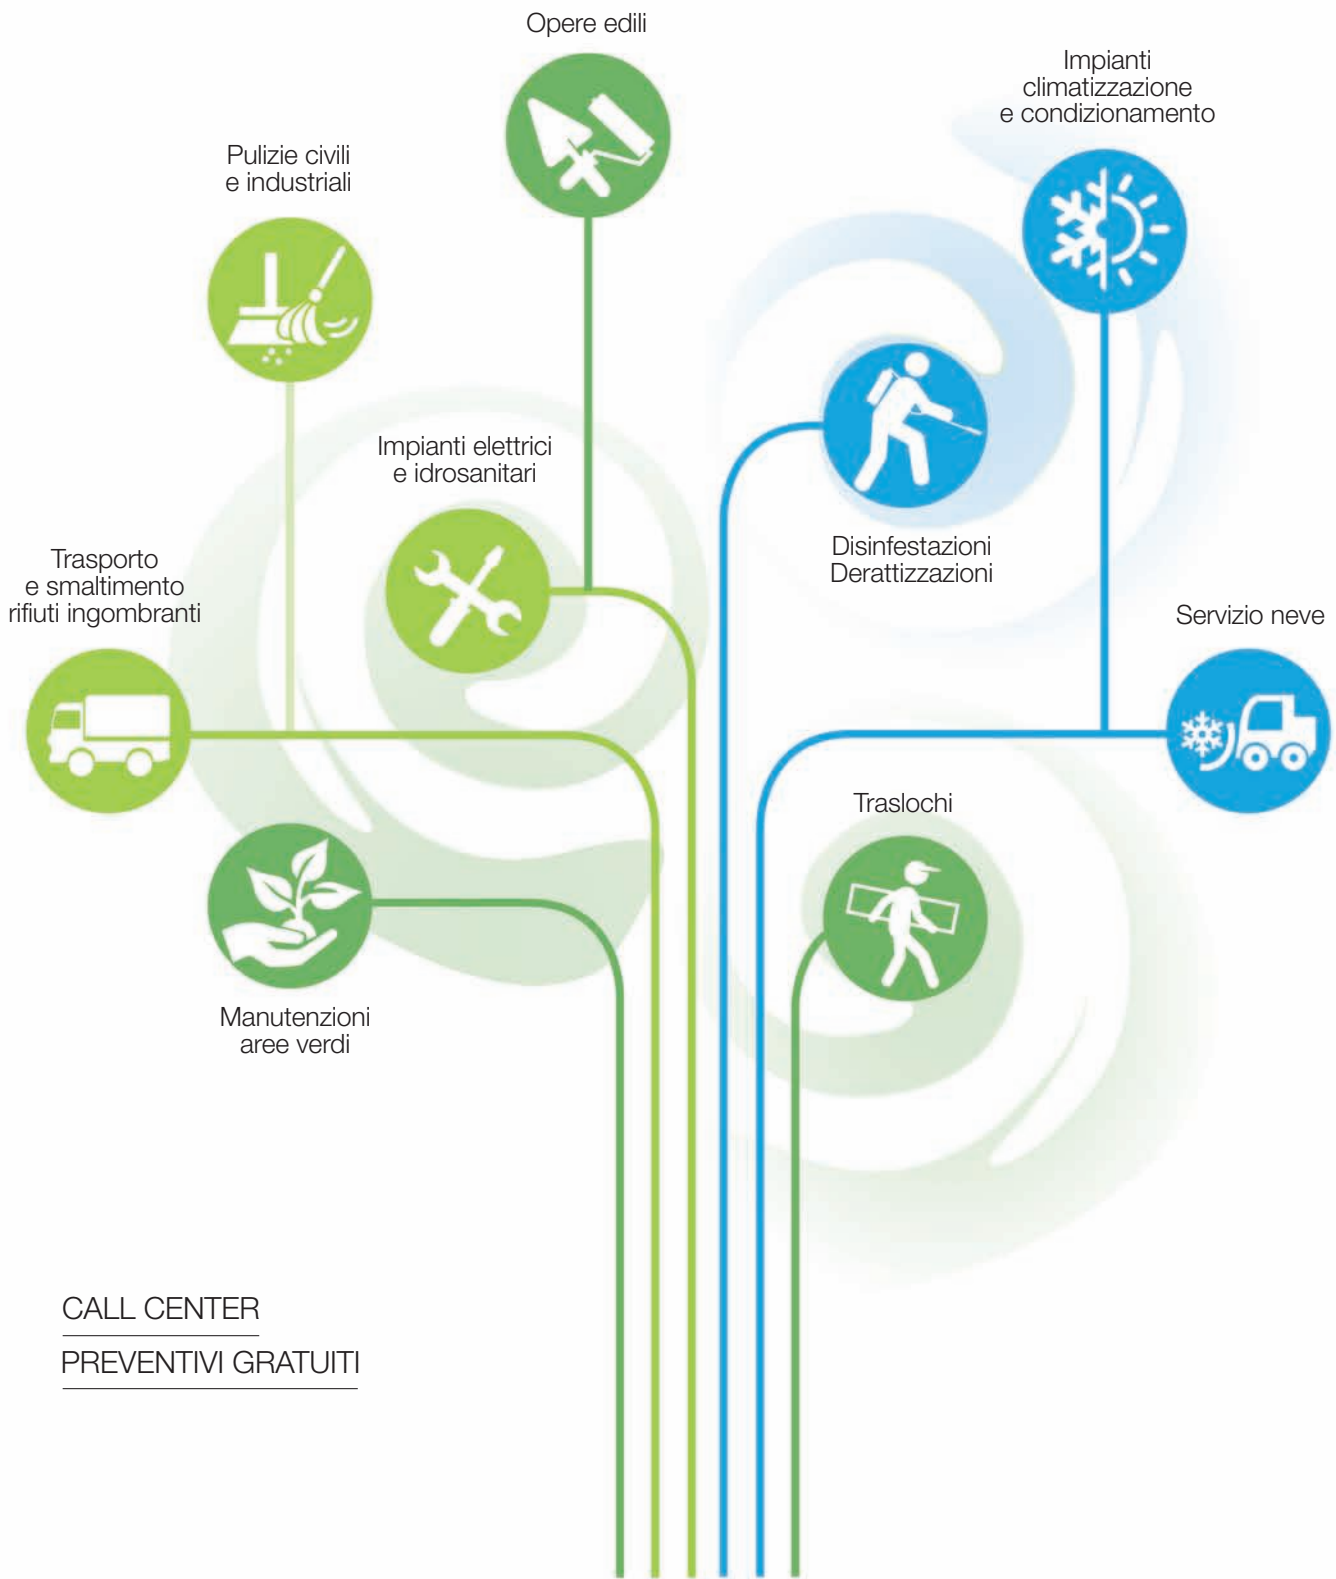 Opere edili
Impianti
climatizzazione
e condizionamento
Pulizie civili
e industriali
Impianti elettrici
e idrosanitari
Disinfestazioni
Derattizzazioni
Trasporto
e smaltimento
rifiuti ingombranti
Servizio neve
Traslochi
Manutenzioni
aree verdi
CALL CENTER
PREVENTIVI GRATUITI